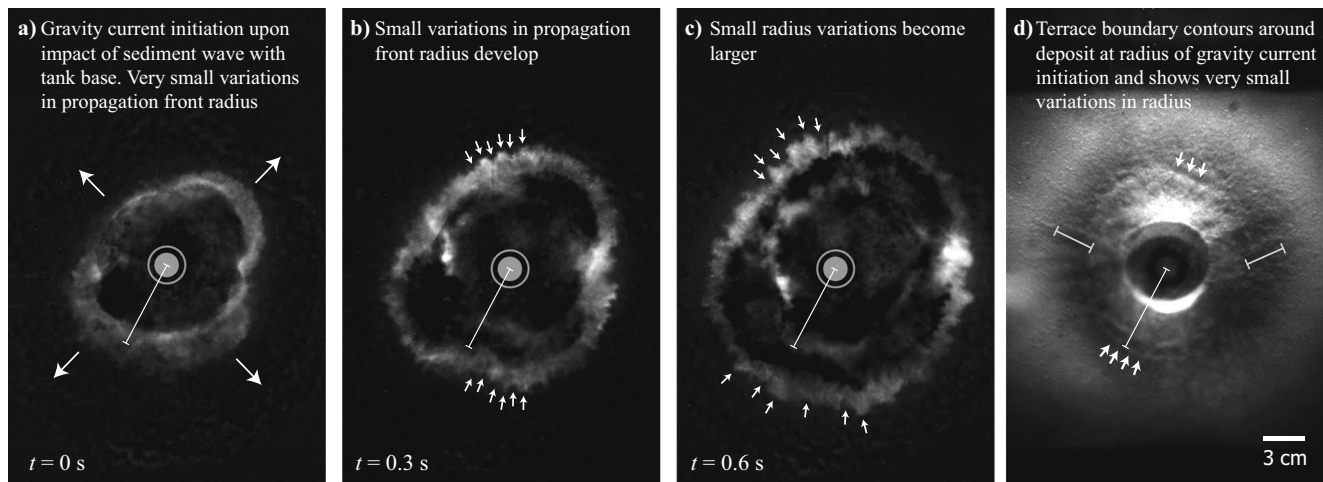 a) Gravity current initiation upon
impact of sediment wave with
tank base. Very small variations
in propagation front radius
t = 0 s
b) Small variations in propagation
front radius develop
t = 0.3 s
c) Small radius variations become
larger
t = 0.6 s
d) Terrace boundary contours around
deposit at radius of gravity current
initiation and shows very small
variations in radius
3 cm